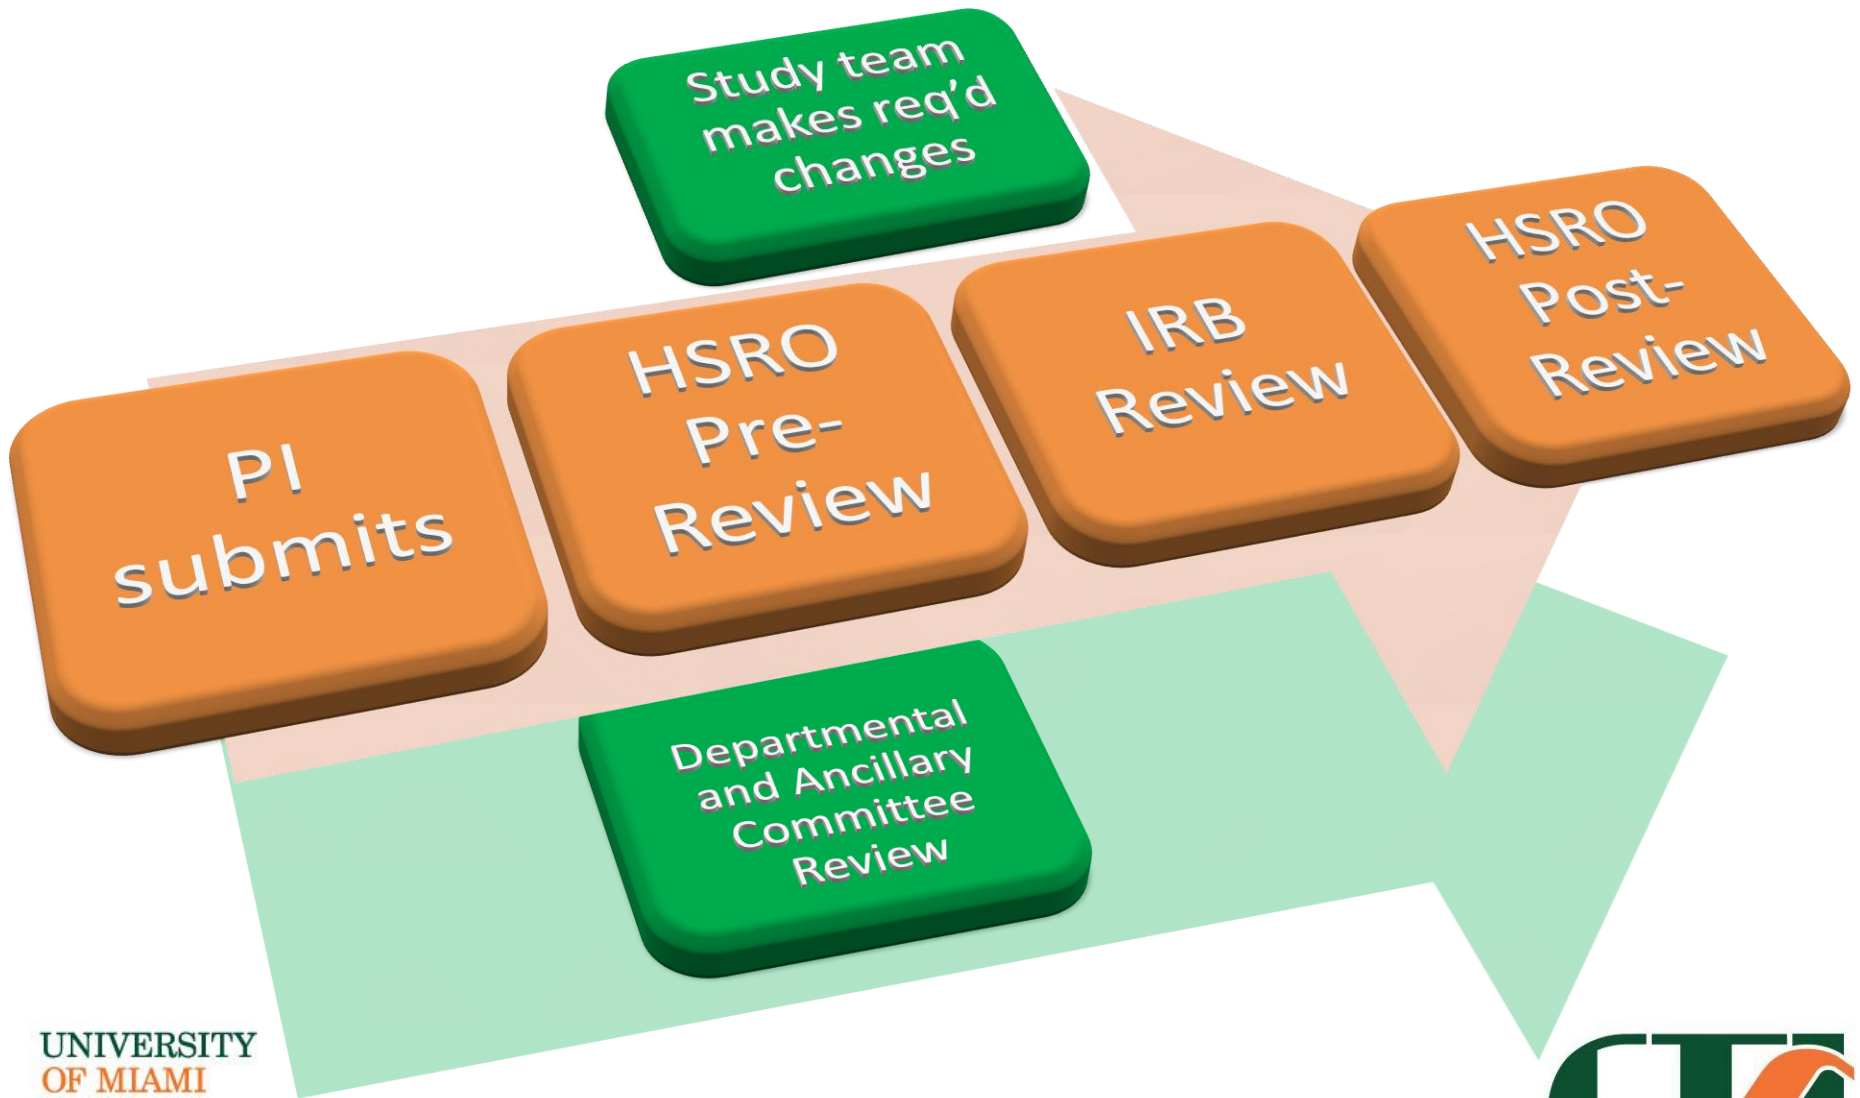 Study team
makes req’d
changes
PI
submits
HSRO
Pre-
Review
IRB
Review
HSRO
Post-
Review
Departmental
and Ancillary
Committee
Review
UNIVERSITY
OF MIAMI